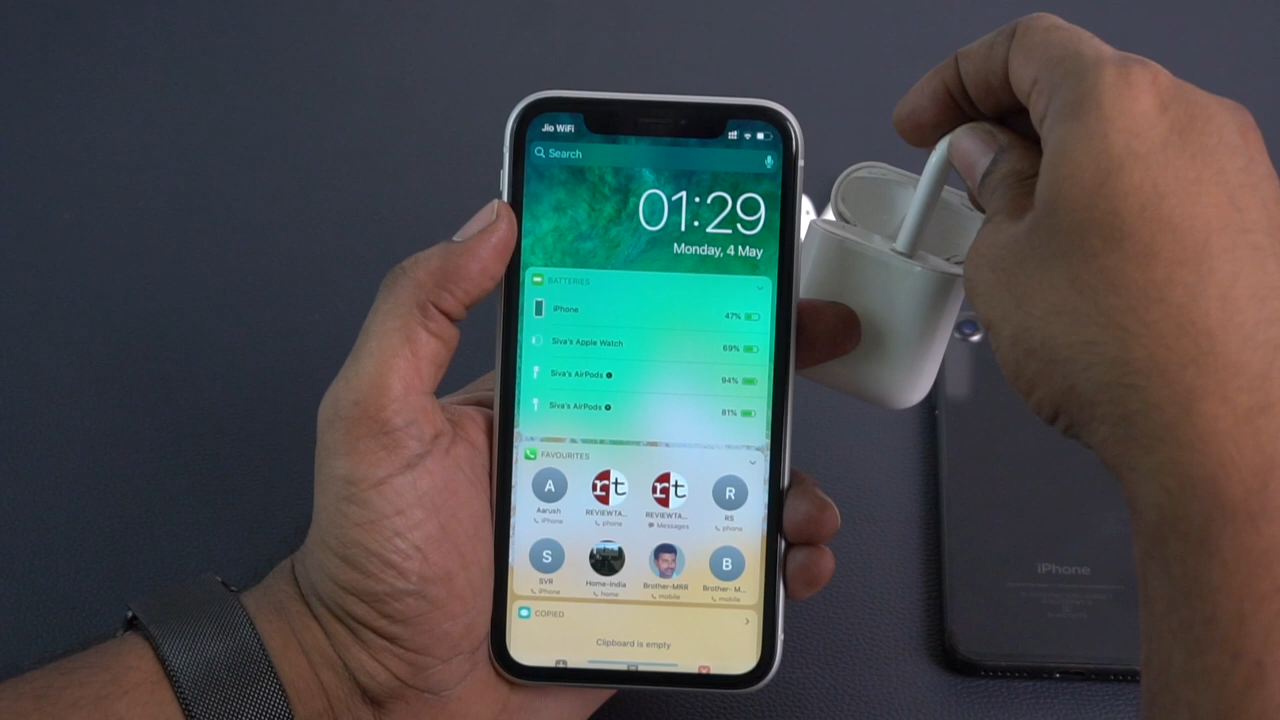 Jio WiFi
Search
01:29
Monday, 4 May
BATTERIES
iPhone 47%
Siva's Apple Watch 69%
Siva's AirPods 94%
Siva's AirPods 81%
FAVOURITES
A rt rt R
Aarush REVIEWTA... REVIEWTA... RS
iPhone phone Messages phone
S B
SVR Home-India Brother-MRR Brother- M...
iPhone home mobile mobile
COPIED
Clipboard is empty
iPhone